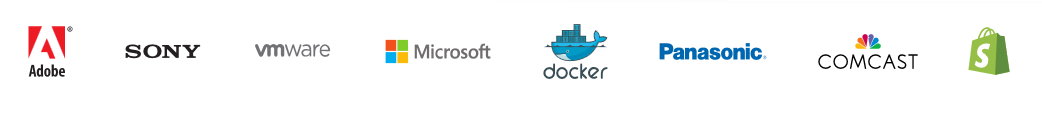 Adobe®
SONY
vmware
Microsoft
docker
Panasonic®
COMCAST
S